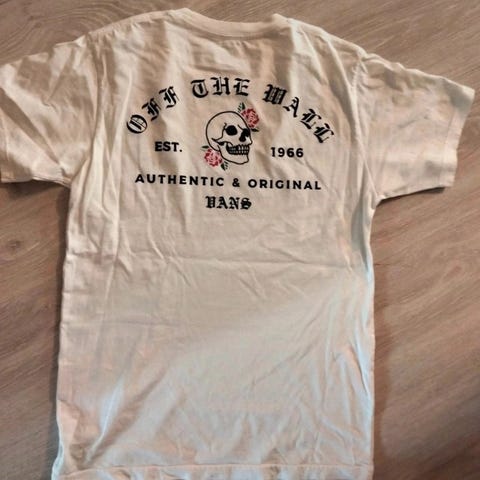 OFF THE WALL
EST. 1966
AUTHENTIC & ORIGINAL
VANS